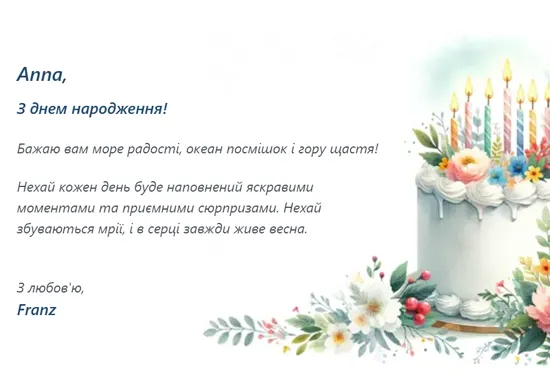 Anna,
З днем народження!
Бажаю вам море радості, океан посмішок і гору щастя!
Нехай кожен день буде наповнений яскравими
моментами та приємними сюрпризами. Нехай
збуваються мрії, і в серці завжди живе весна.
З любов'ю,
Franz